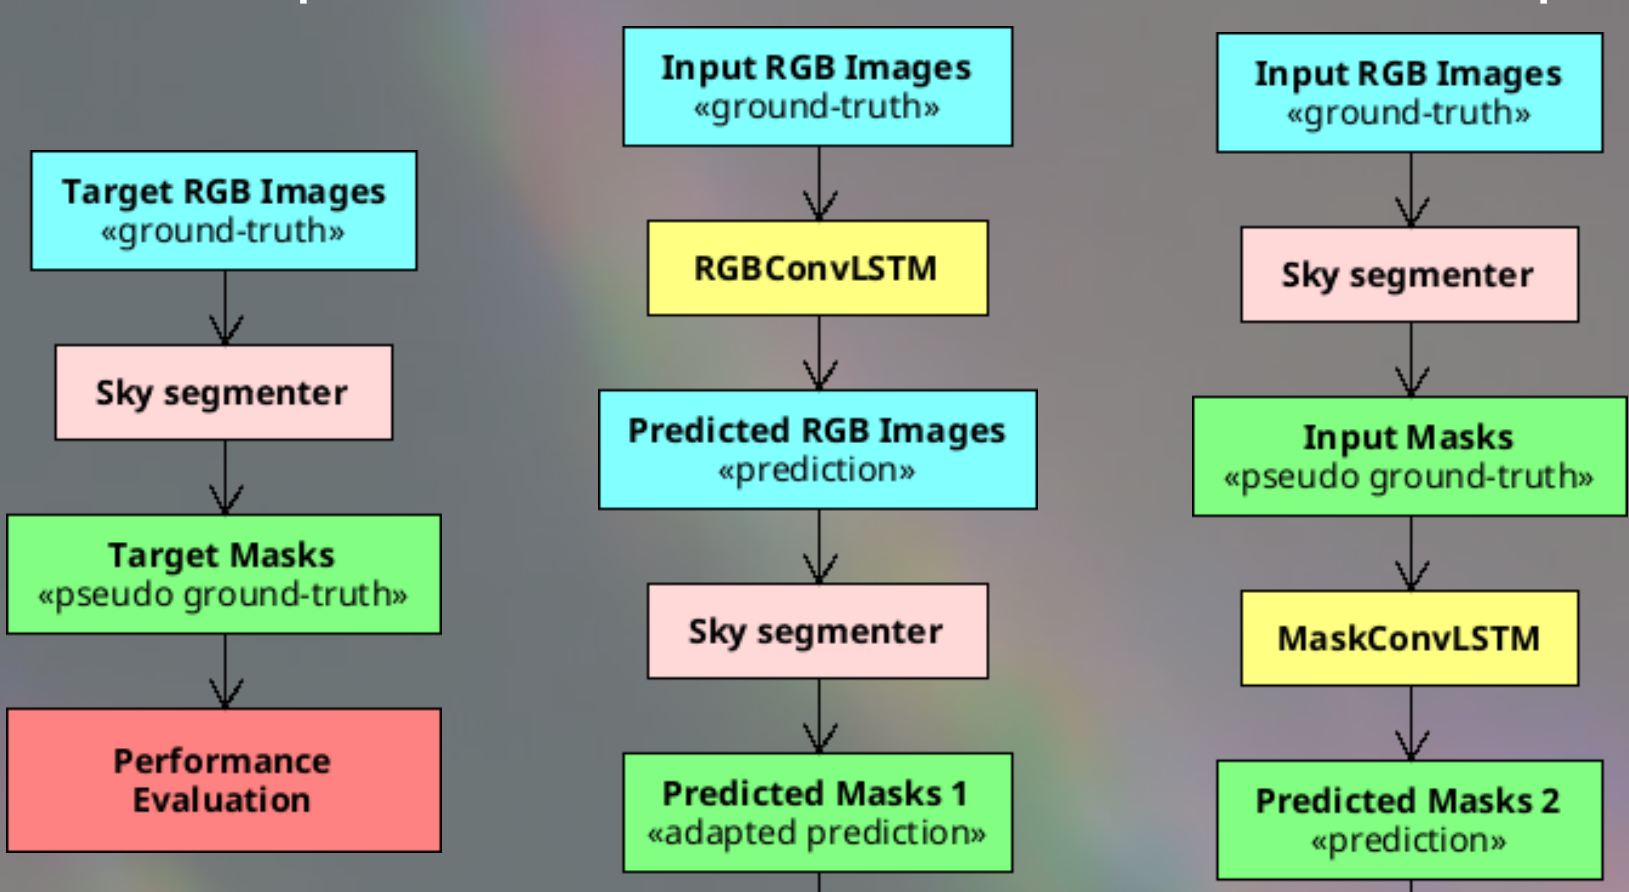 Target RGB Images
«ground-truth»
Sky segmenter
Target Masks
«pseudo ground-truth»
Performance
Evaluation
Input RGB Images
«ground-truth»
RGBConvLSTM
Predicted RGB Images
«prediction»
Sky segmenter
Predicted Masks 1
«adapted prediction»
Input RGB Images
«ground-truth»
Sky segmenter
Input Masks
«pseudo ground-truth»
MaskConvLSTM
Predicted Masks 2
«prediction»